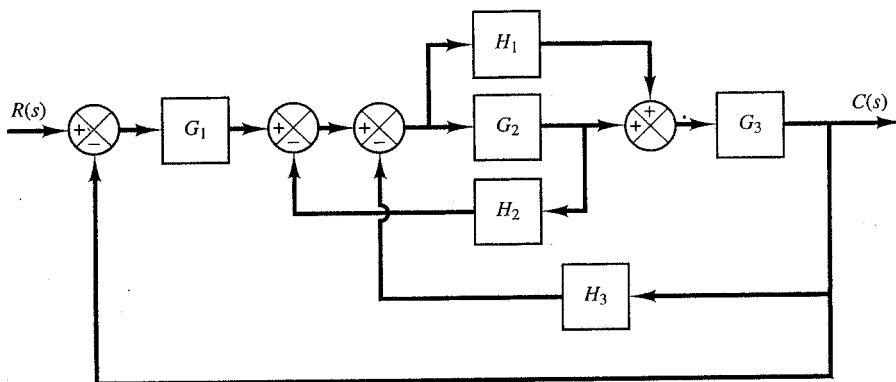 H1
R(s)
C(s)
+
−
G1
+
−
+
−
G2
+
+
G3
H2
H3